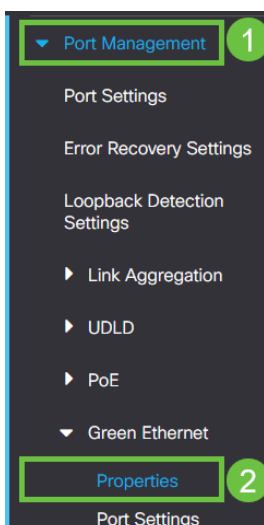 Port Management 1
Port Settings
Error Recovery Settings
Loopback Detection
Settings
Link Aggregation
UDLD
PoE
Green Ethernet
Properties 2
Port Settings